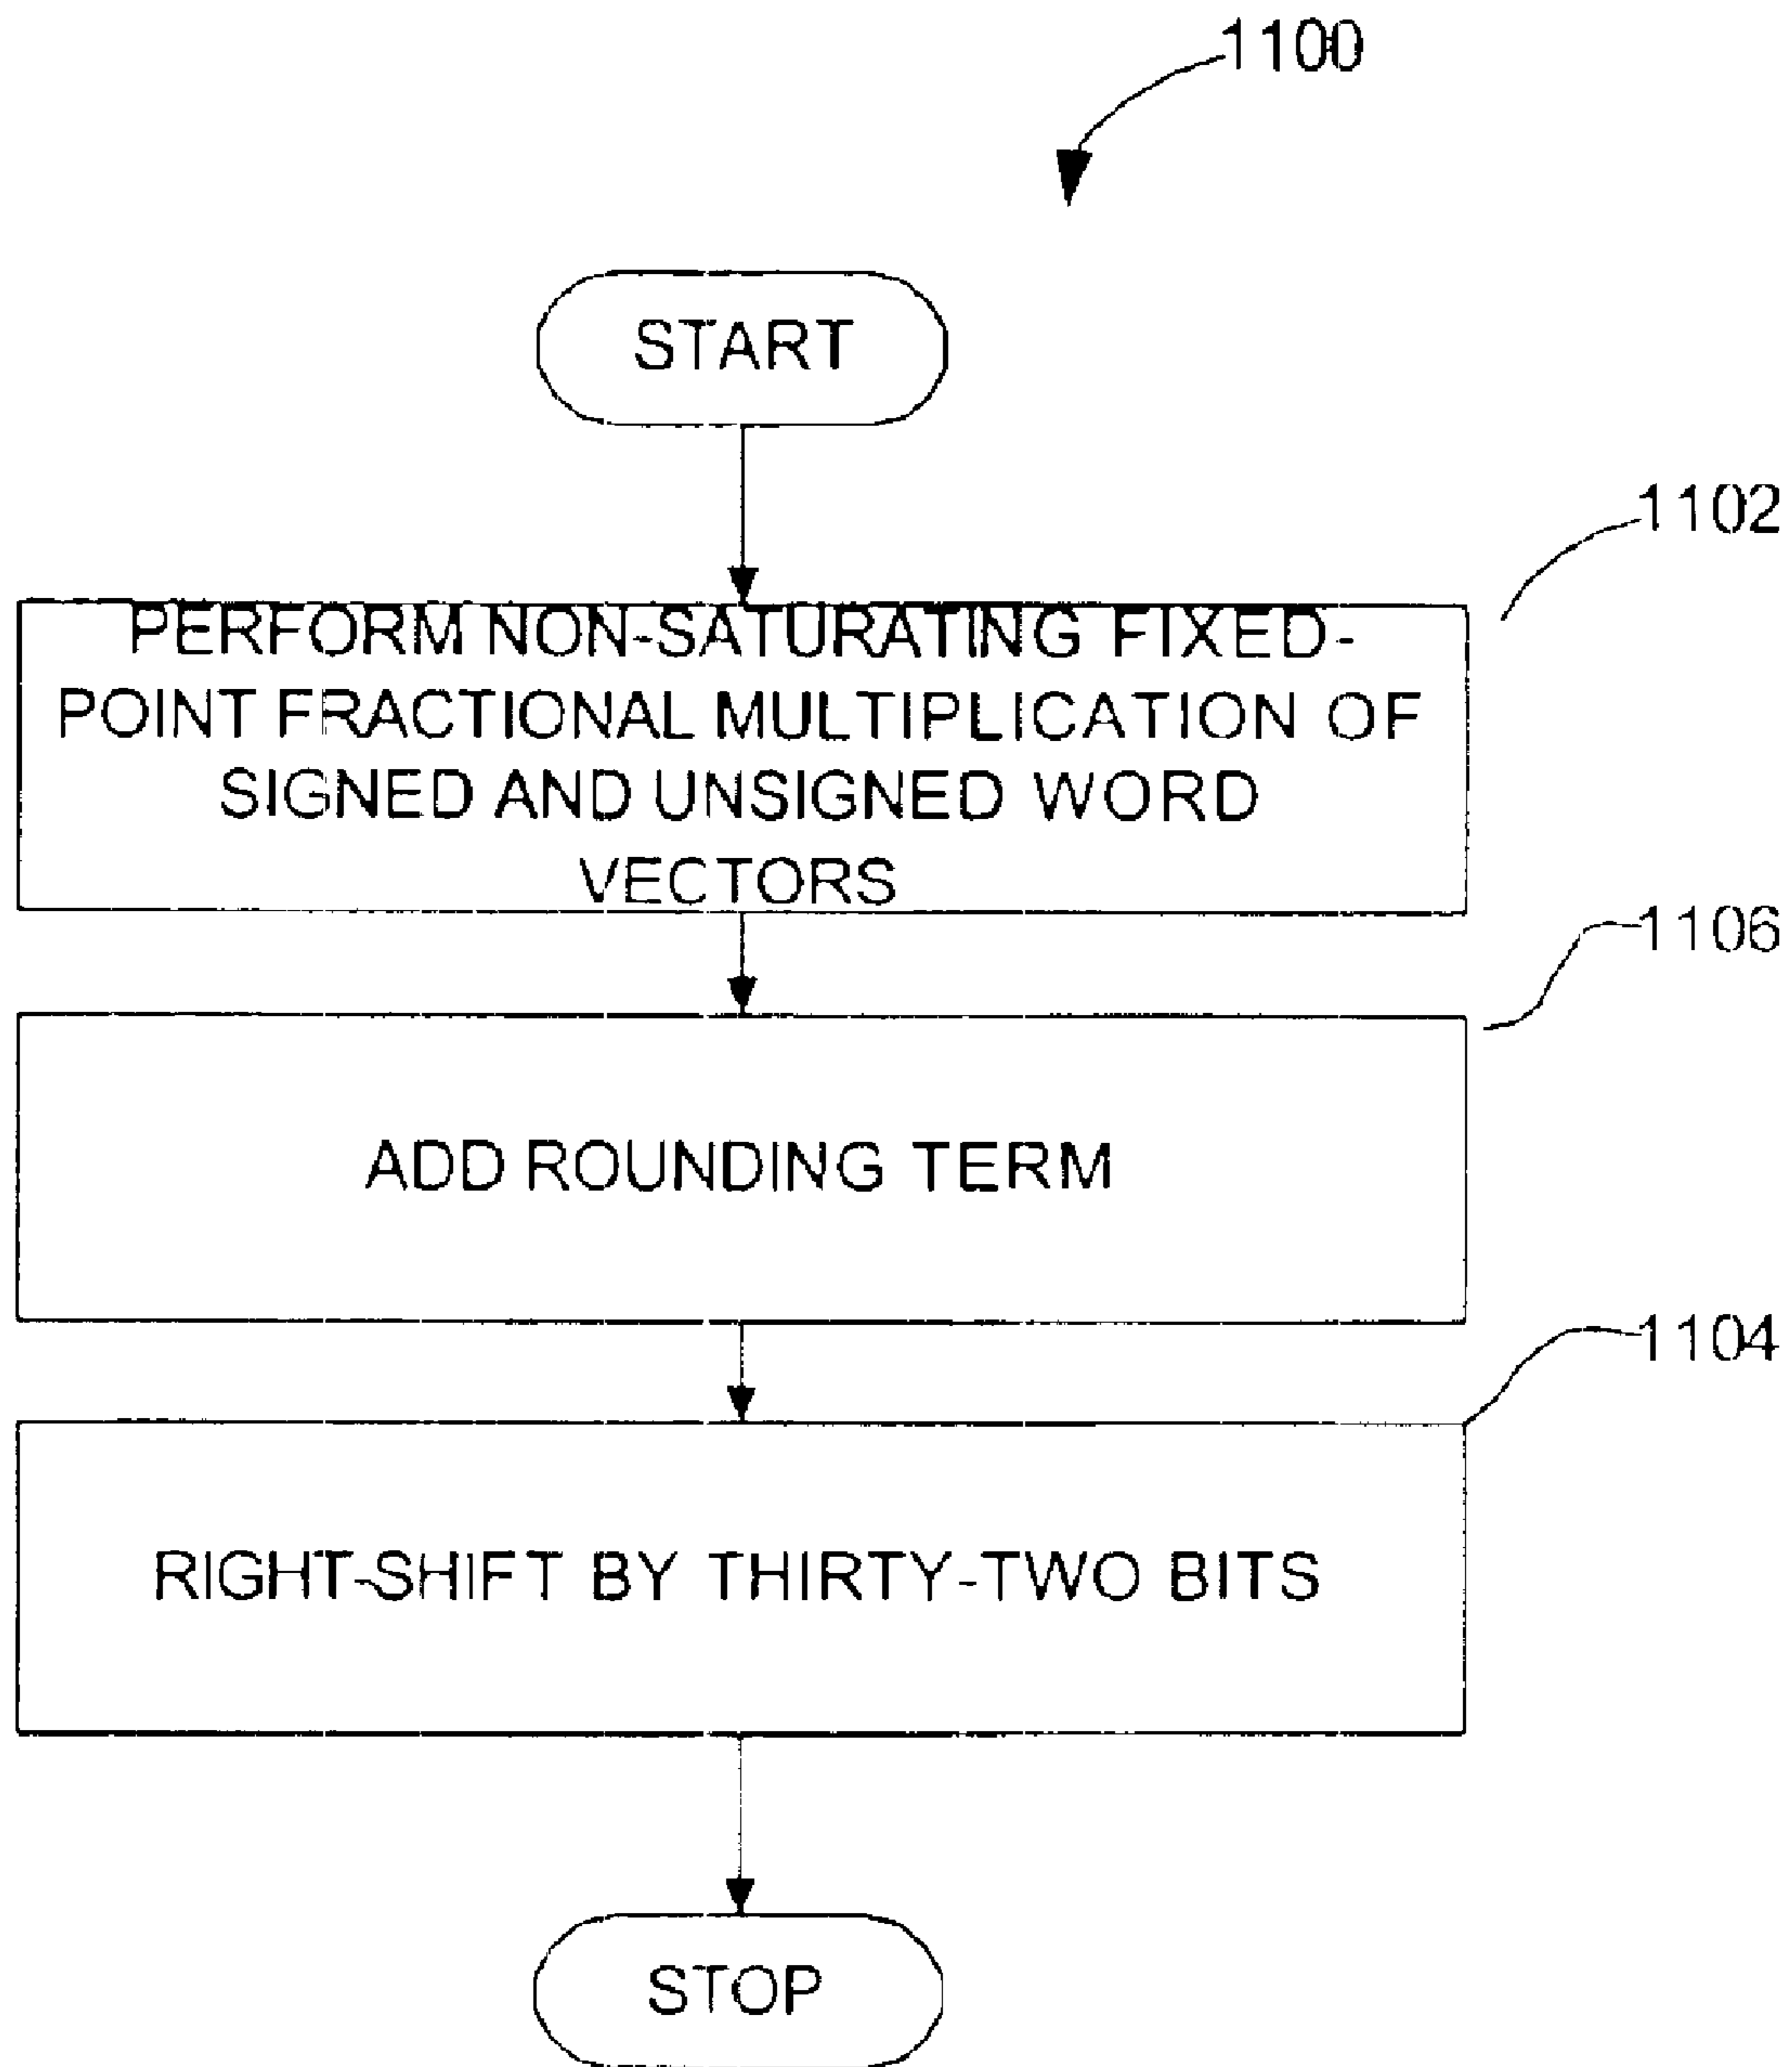 1100
START
1102
PERFORM NON-SATURATING FIXED-
POINT FRACTIONAL MULTIPLICATION OF
SIGNED AND UNSIGNED WORD
VECTORS
1106
ADD ROUNDING TERM
1104
RIGHT-SHIFT BY THIRTY-TWO BITS
STOP